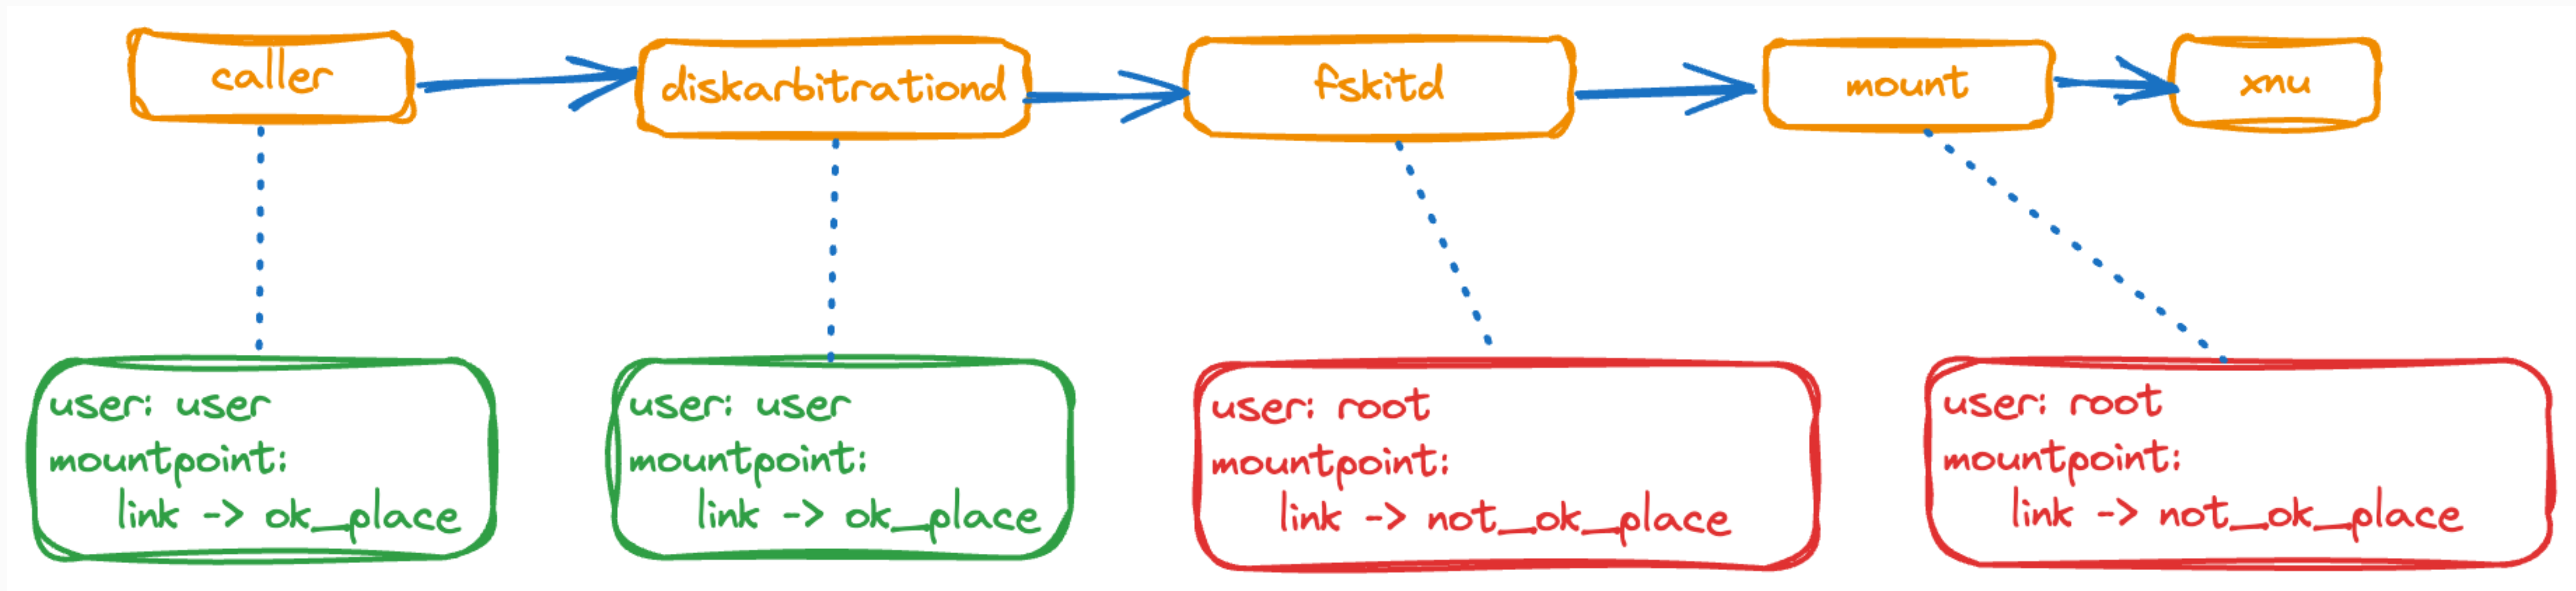 caller
diskarbitrationd
fskitd
mount
xnu
user: user
mountpoint:
link -> ok_place
user: user
mountpoint:
link -> ok_place
user: root
mountpoint:
link -> not_ok_place
user: root
mountpoint:
link -> not_ok_place